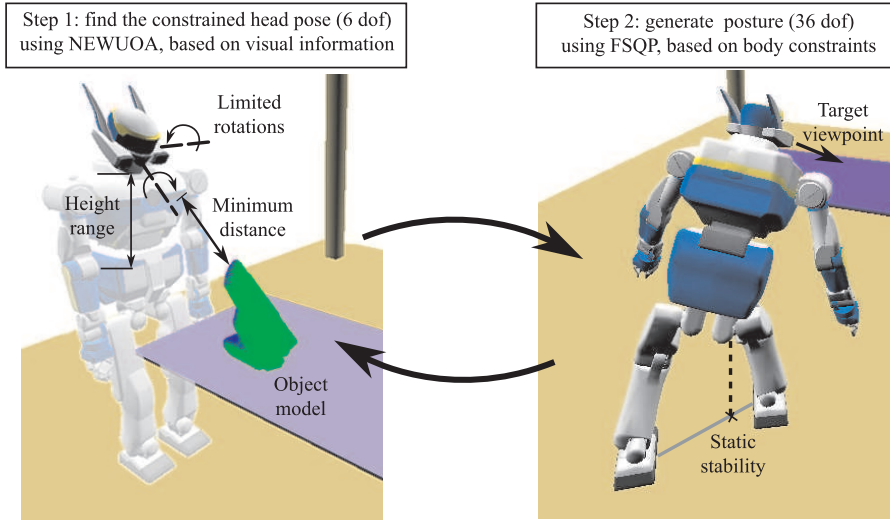 Step 1: find the constrained head pose (6 dof)
using NEWUOA, based on visual information
Step 2: generate posture (36 dof)
using FSQP, based on body constraints
Limited
rotations
Height
range
Minimum
distance
Object
model
Target
viewpoint
Static
stability